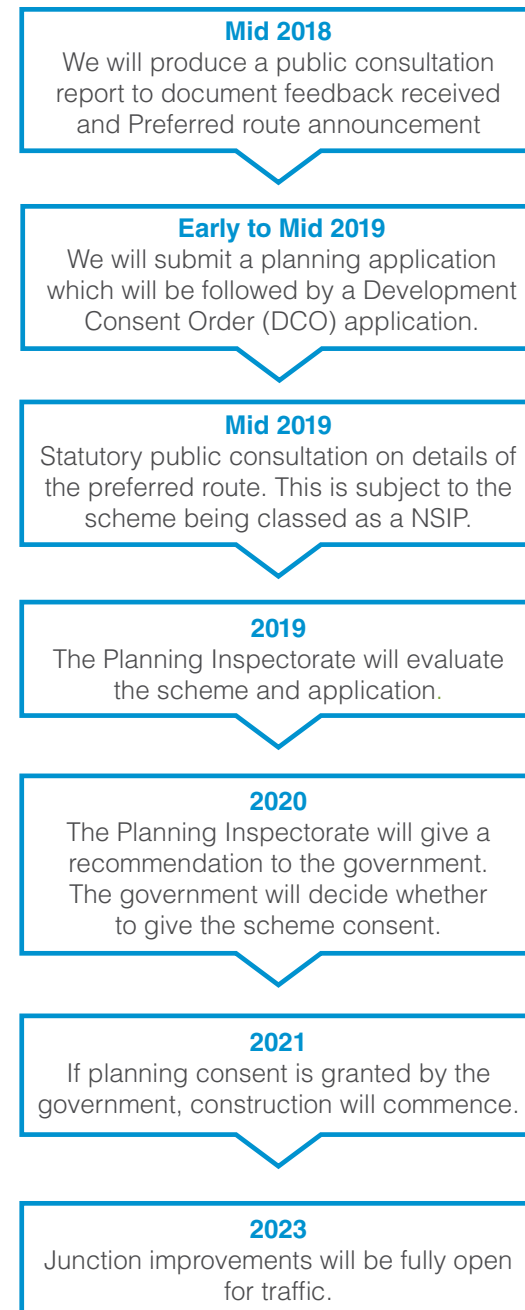 Mid 2018
We will produce a public consultation
report to document feedback received
and Preferred route announcement
Early to Mid 2019
We will submit a planning application
which will be followed by a Development
Consent Order (DCO) application.
Mid 2019
Statutory public consultation on details of
the preferred route. This is subject to the
scheme being classed as a NSIP.
2019
The Planning Inspectorate will evaluate
the scheme and application.
2020
The Planning Inspectorate will give a
recommendation to the government.
The government will decide whether
to give the scheme consent.
2021
If planning consent is granted by the
government, construction will commence.
2023
Junction improvements will be fully open
for traffic.